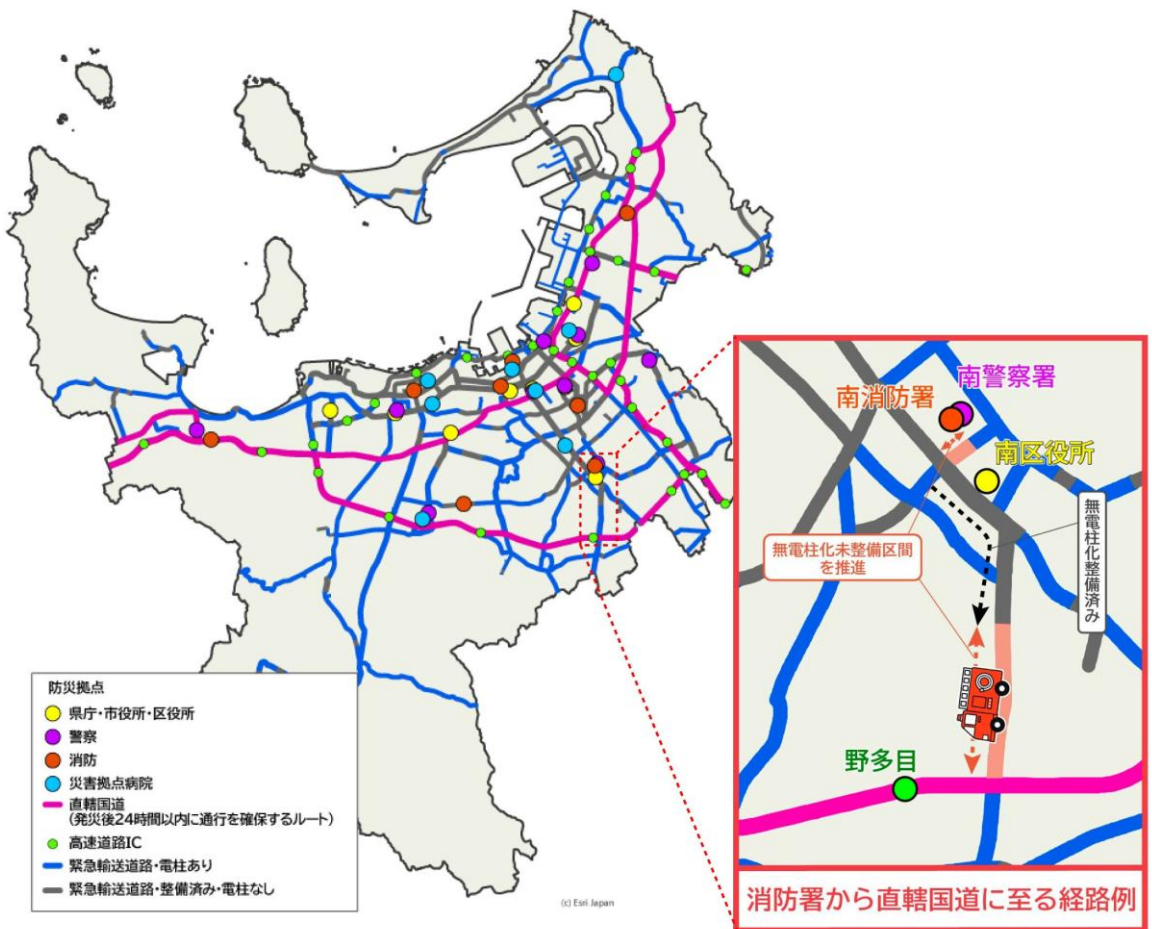 南警察署
南消防署
南区役所
無電柱化未整備区間
を推進
無電柱化整備済み
野多目
消防署から直轄国道に至る経路例
防災拠点
県庁・市役所・区役所
警察
消防
災害拠点病院
直轄国道
(発災後24時間以内に通行を確保するルート)
高速道路IC
緊急輸送道路・電柱あり
緊急輸送道路・整備済み・電柱なし
(c) Esri Japan